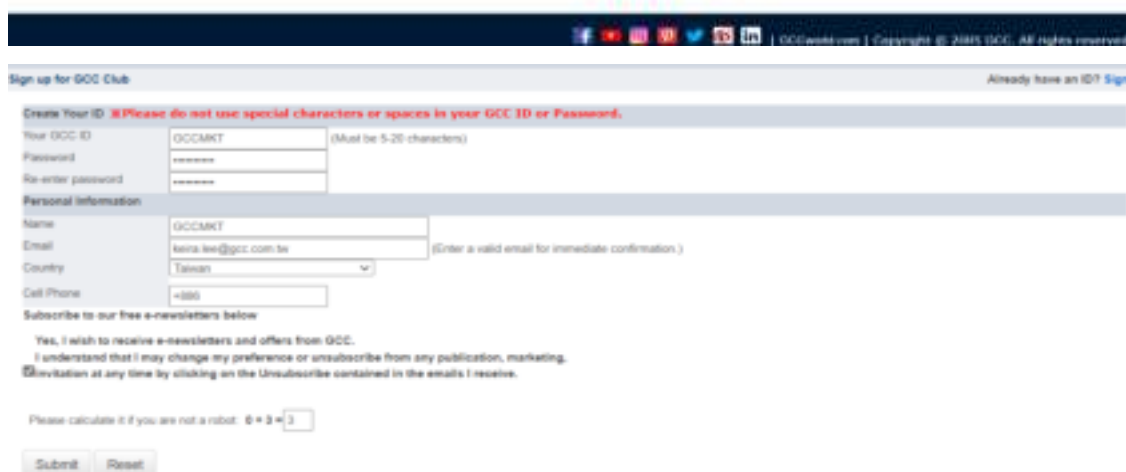 | GCCworld.com | Copyright © 2005 GCC. All rights reserved
Sign up for GCC Club Already have an ID? Sign
Create Your ID ※Please do not use special characters or spaces in your GCC ID or Password.
Your GCC ID GCCMKT (Must be 5-20 characters)
Password
Re-enter password
Personal Information
Name GCCMKT
Email keira.lee@gcc.com.tw (Enter a valid email for immediate confirmation.)
Country Taiwan
Cell Phone +886
Subscribe to our free e-newsletters below
Yes, I wish to receive e-newsletters and offers from GCC.
I understand that I may change my preference or unsubscribe from any publication, marketing,
invitation at any time by clicking on the Unsubscribe contained in the emails I receive.
Please calculate it if you are not a robot. 0 + 3 = 3
Submit Reset